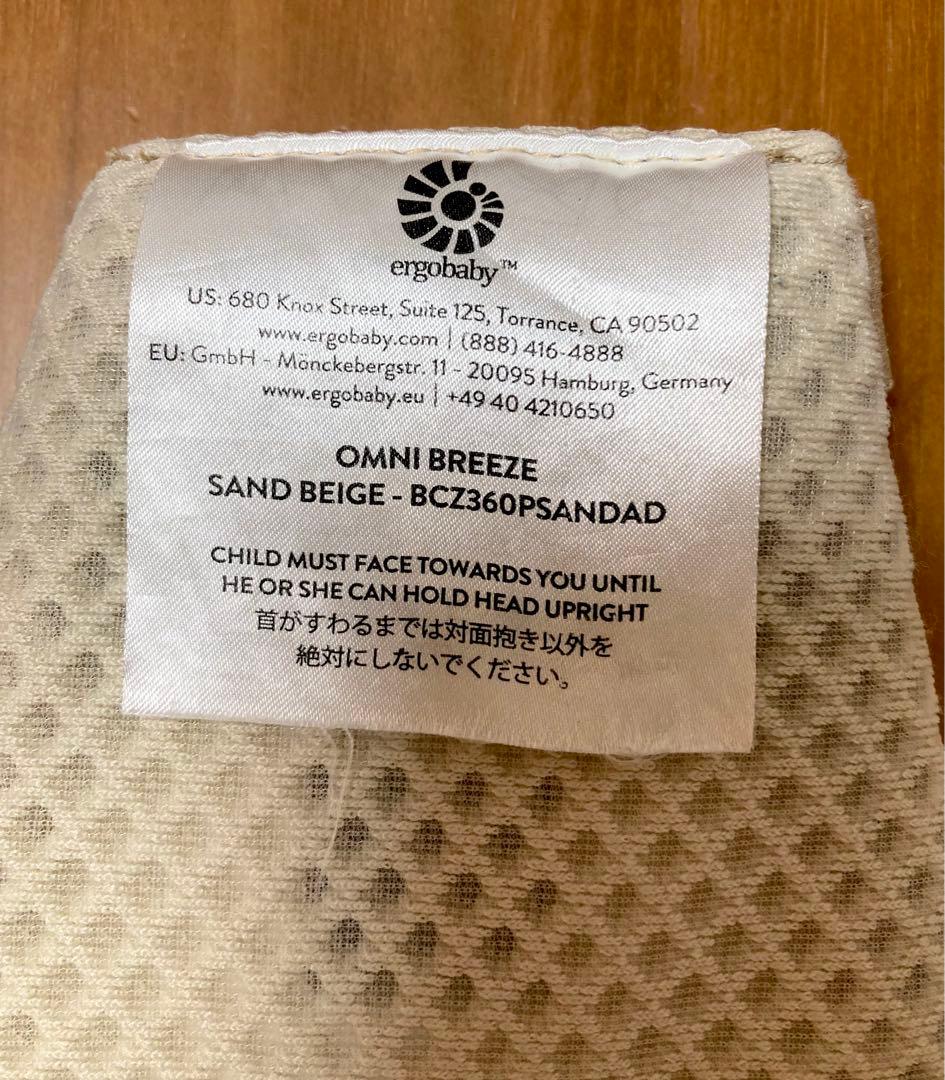 ergobaby™
US: 680 Knox Street, Suite 125, Torrance, CA 90502
www.ergobaby.com | (888) 416-4888
EU: GmbH - Mönckebergstr. 11 - 20095 Hamburg, Germany
www.ergobaby.eu | +49 40 4210650
OMNI BREEZE
SAND BEIGE - BCZ360PSANDAD
CHILD MUST FACE TOWARDS YOU UNTIL
HE OR SHE CAN HOLD HEAD UPRIGHT
首がすわるまでは対面抱き以外を
絶対にしないでください。